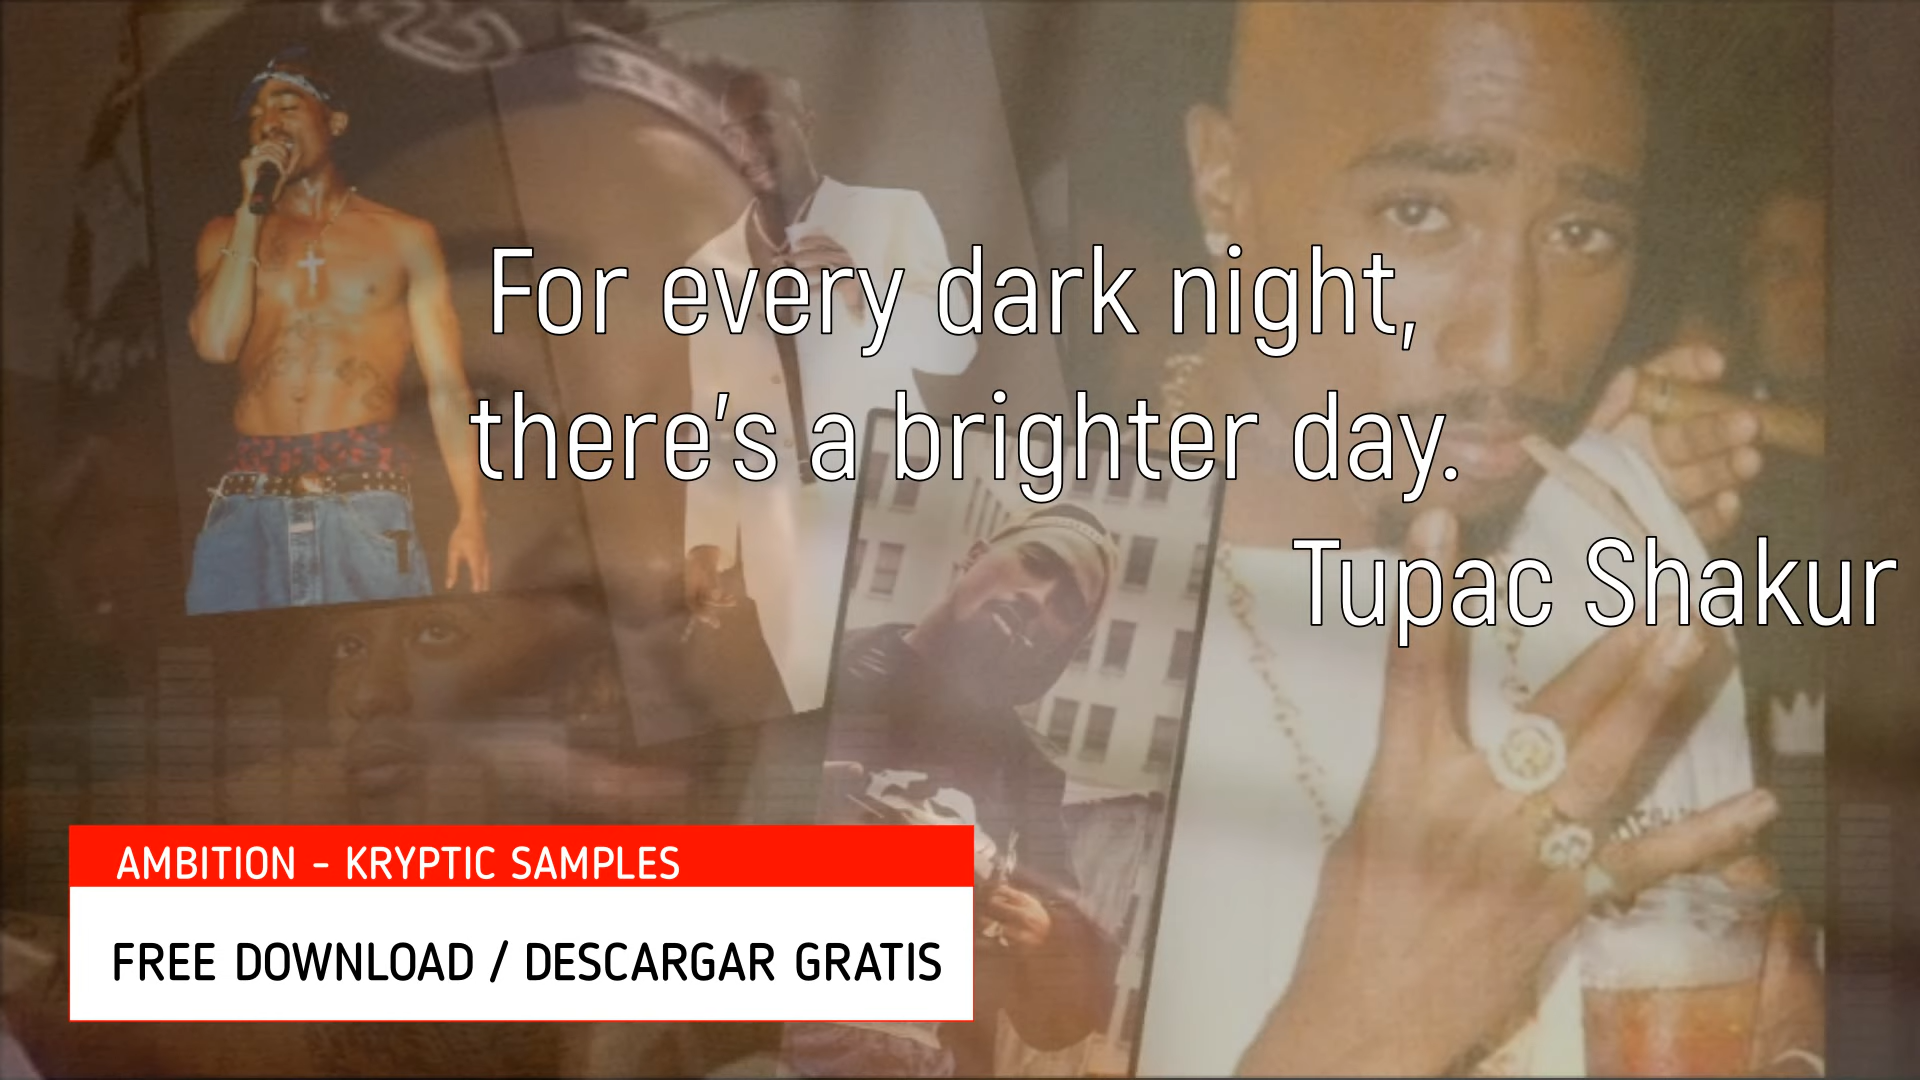 For every dark night,
there's a brighter day.
Tupac Shakur
AMBITION - KRYPTIC SAMPLES
FREE DOWNLOAD / DESCARGAR GRATIS